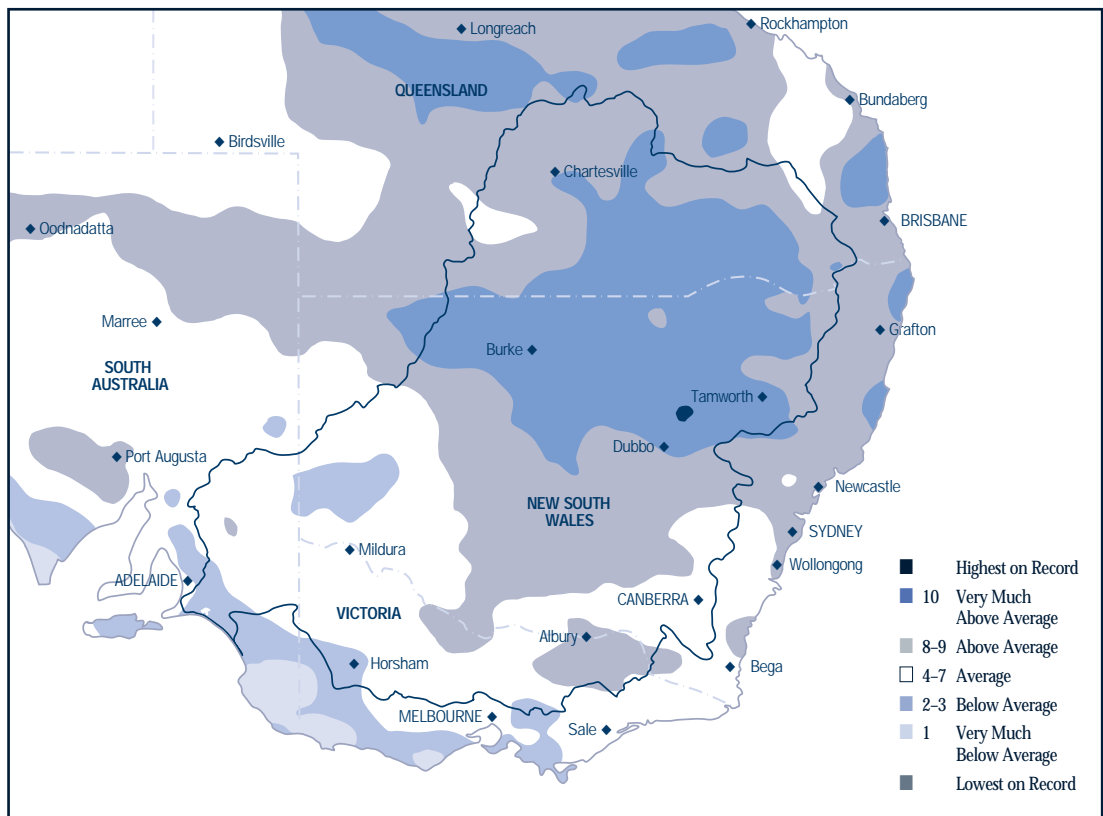 Longreach
Rockhampton
QUEENSLAND
Bundaberg
Birdsville
Chartesville
Oodnadatta
BRISBANE
Marree
Grafton
Burke
SOUTH
AUSTRALIA
Tamworth
Dubbo
Port Augusta
Newcastle
NEW SOUTH
WALES
SYDNEY
Mildura
Wollongong
ADELAIDE
CANBERRA
VICTORIA
Albury
Horsham
Bega
MELBOURNE
Sale
Highest on Record
10 Very Much
Above Average
8–9 Above Average
4–7 Average
2–3 Below Average
1 Very Much
Below Average
Lowest on Record